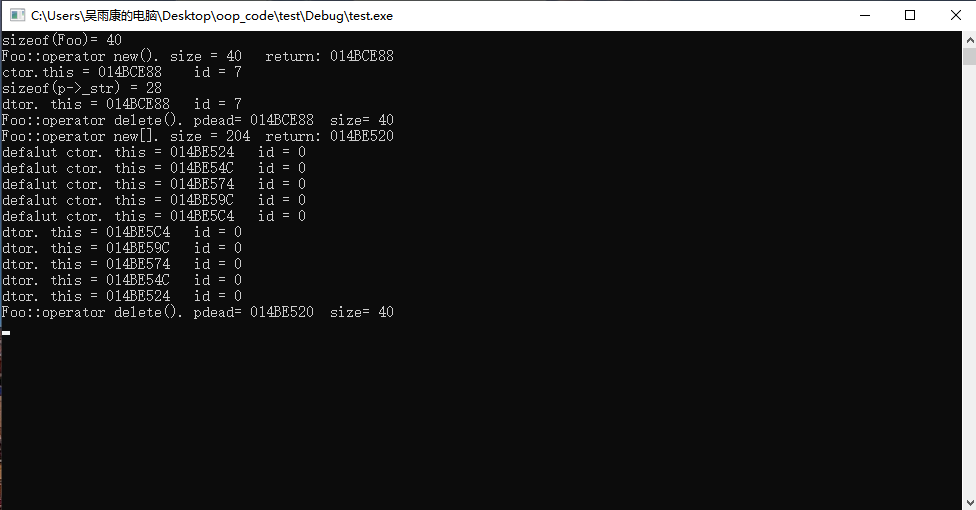 C:\Users\吴雨康的电脑\Desktop\oop_code\test\Debug\test.exe
sizeof(Foo)= 40
Foo::operator new(). size = 40   return: 014BCE88
ctor.this = 014BCE88    id = 7
sizeof(p->_str) = 28
dtor. this = 014BCE88   id = 7
Foo::operator delete(). pdead= 014BCE88  size= 40
Foo::operator new[]. size = 204  return: 014BE520
defalut ctor. this = 014BE524   id = 0
defalut ctor. this = 014BE54C   id = 0
defalut ctor. this = 014BE574   id = 0
defalut ctor. this = 014BE59C   id = 0
defalut ctor. this = 014BE5C4   id = 0
dtor. this = 014BE5C4   id = 0
dtor. this = 014BE59C   id = 0
dtor. this = 014BE574   id = 0
dtor. this = 014BE54C   id = 0
dtor. this = 014BE524   id = 0
Foo::operator delete(). pdead= 014BE520  size= 40